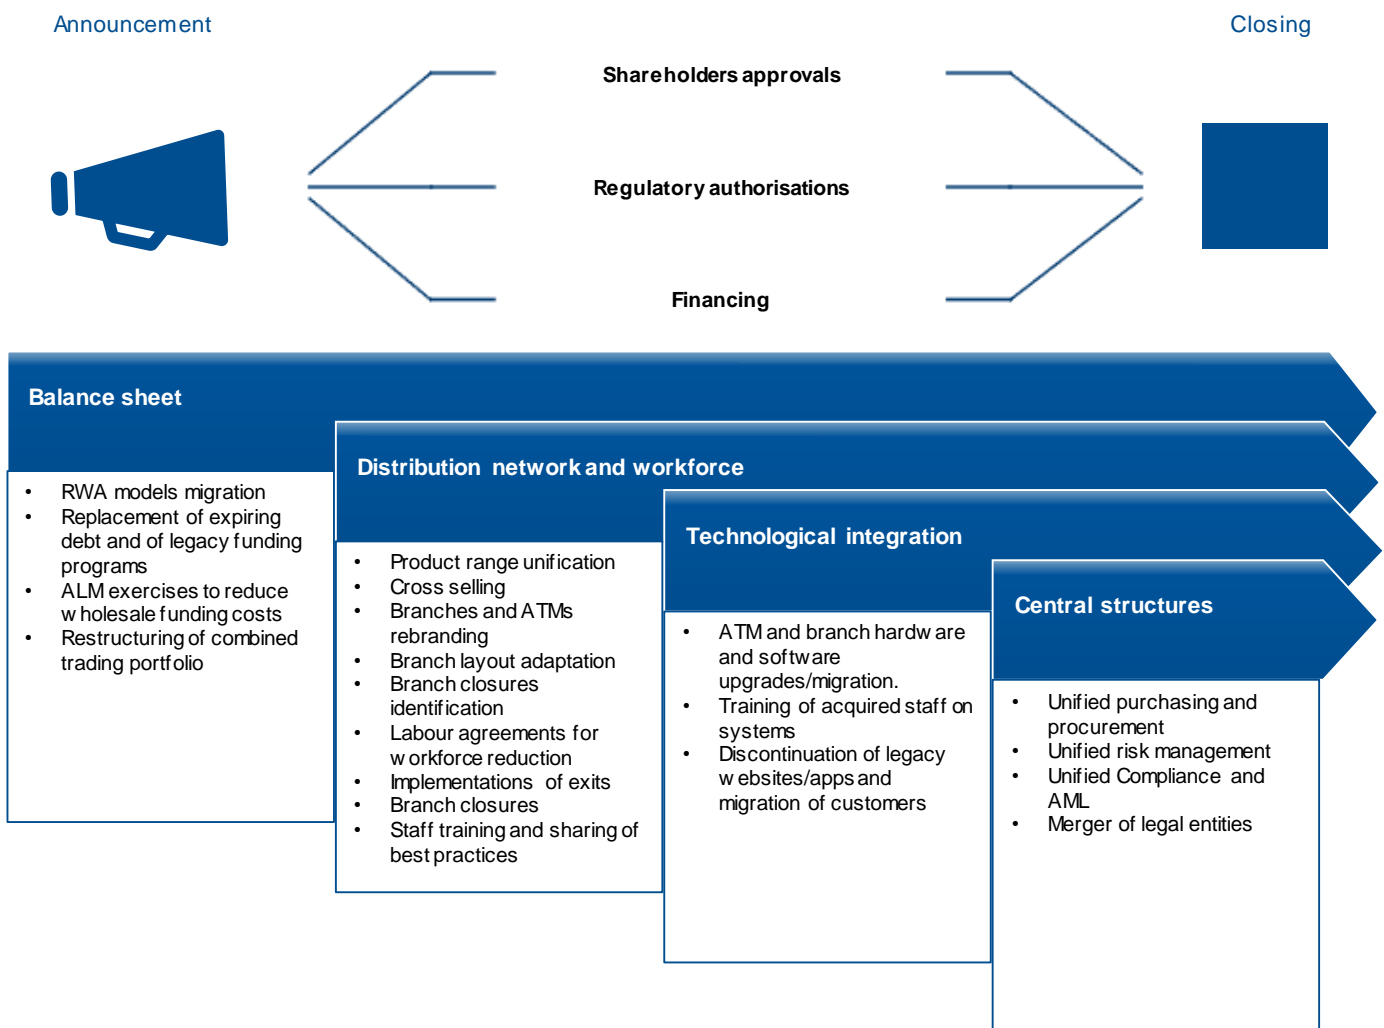 Announcement
Closing
Shareholders approvals
Regulatory authorisations
Financing
Balance sheet
• RWA models migration
• Replacement of expiring
debt and of legacy funding
programs
• ALM exercises to reduce
wholesale funding costs
• Restructuring of combined
trading portfolio
Distribution network and workforce
• Product range unification
• Cross selling
• Branches and ATMs
rebranding
• Branch layout adaptation
• Branch closures
identification
• Labour agreements for
workforce reduction
• Implementations of exits
• Branch closures
• Staff training and sharing of
best practices
Technological integration
• ATM and branch hardware
and software
upgrades/migration.
• Training of acquired staff on
systems
• Discontinuation of legacy
websites/apps and
migration of customers
Central structures
• Unified purchasing and
procurement
• Unified risk management
• Unified Compliance and
AML
• Merger of legal entities